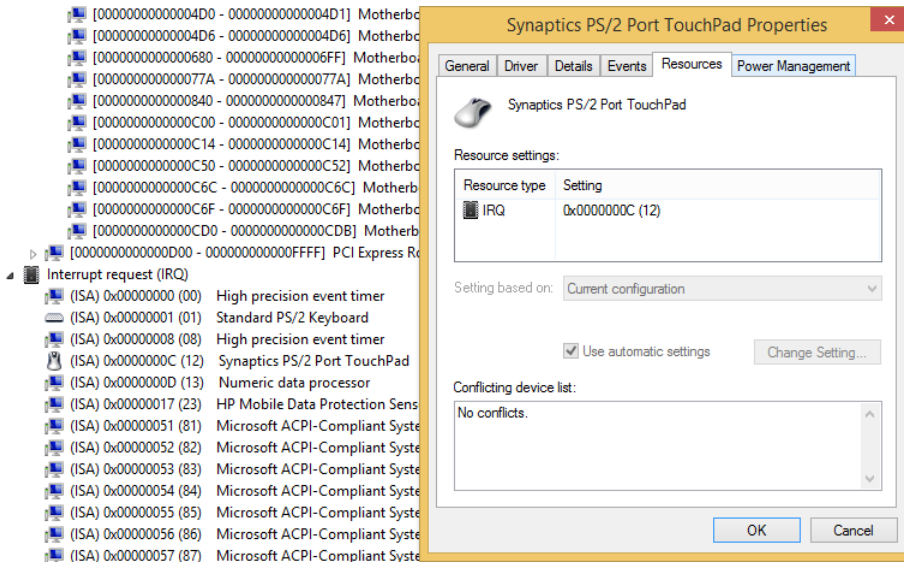 [00000000000004D0 - 00000000000004D1] Motherbo
[00000000000004D6 - 00000000000004D6] Motherbo
[0000000000000680 - 00000000000006FF] Motherboa
[000000000000077A - 000000000000077A] Motherbo
[0000000000000840 - 0000000000000847] Motherboa
[0000000000000C00 - 0000000000000C01] Motherbo
[0000000000000C14 - 0000000000000C14] Motherbo
[0000000000000C50 - 0000000000000C52] Motherbo
[0000000000000C6C - 0000000000000C6C] Motherb
[0000000000000C6F - 0000000000000C6F] Motherbo
[0000000000000CD0 - 0000000000000CDB] Motherb
[0000000000000D00 - 000000000000FFFF] PCI Express Ro
Interrupt request (IRQ)
(ISA) 0x00000000 (00) High precision event timer
(ISA) 0x00000001 (01) Standard PS/2 Keyboard
(ISA) 0x00000008 (08) High precision event timer
(ISA) 0x0000000C (12) Synaptics PS/2 Port TouchPad
(ISA) 0x0000000D (13) Numeric data processor
(ISA) 0x00000017 (23) HP Mobile Data Protection Sens
(ISA) 0x00000051 (81) Microsoft ACPI-Compliant Syste
(ISA) 0x00000052 (82) Microsoft ACPI-Compliant Syste
(ISA) 0x00000053 (83) Microsoft ACPI-Compliant Syste
(ISA) 0x00000054 (84) Microsoft ACPI-Compliant Syste
(ISA) 0x00000055 (85) Microsoft ACPI-Compliant Syste
(ISA) 0x00000056 (86) Microsoft ACPI-Compliant Syste
(ISA) 0x00000057 (87) Microsoft ACPI-Compliant Syste
Synaptics PS/2 Port TouchPad Properties
General Driver Details Events Resources Power Management
Synaptics PS/2 Port TouchPad
Resource settings:
Resource type Setting
IRQ 0x0000000C (12)
Setting based on: Current configuration
Use automatic settings Change Setting...
Conflicting device list:
No conflicts.
OK Cancel